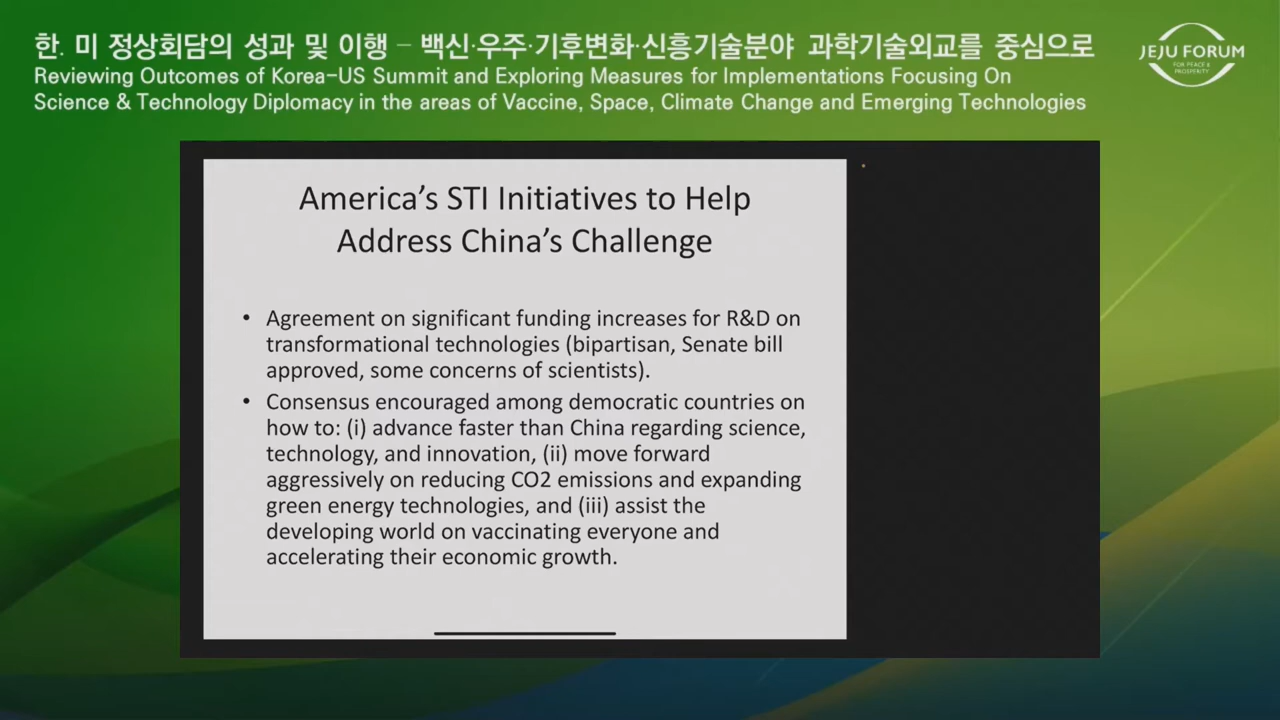 한. 미 정상회담의 성과 및 이행 – 백신·우주·기후변화·신흥기술분야 과학기술외교를 중심으로
Reviewing Outcomes of Korea-US Summit and Exploring Measures for Implementations Focusing On
Science & Technology Diplomacy in the areas of Vaccine, Space, Climate Change and Emerging Technologies
JEJU FORUM
FOR PEACE &
PROSPERITY
America's STI Initiatives to Help
Address China's Challenge
• Agreement on significant funding increases for R&D on
transformational technologies (bipartisan, Senate bill
approved, some concerns of scientists).
• Consensus encouraged among democratic countries on
how to: (i) advance faster than China regarding science,
technology, and innovation, (ii) move forward
aggressively on reducing CO2 emissions and expanding
green energy technologies, and (iii) assist the
developing world on vaccinating everyone and
accelerating their economic growth.